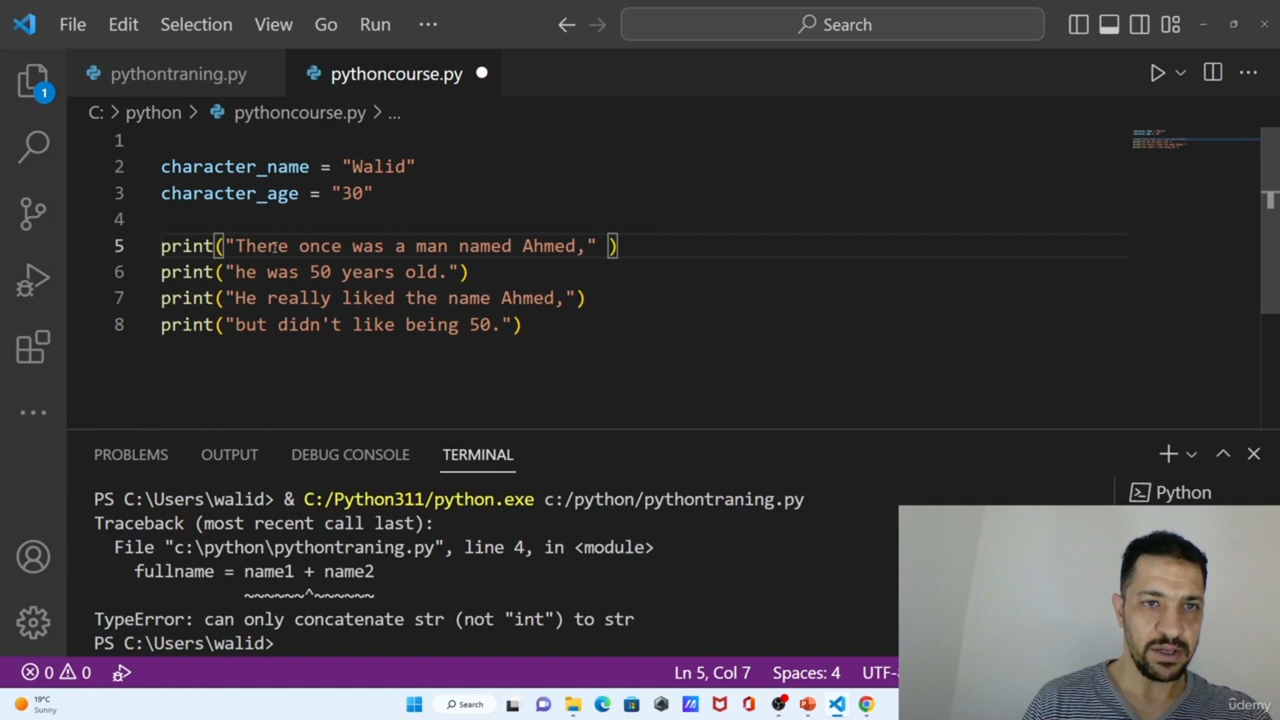 File Edit Selection View Go Run ··· Search
pythontraning.py pythoncourse.py
C: > python > pythoncourse.py > ...
1
1
2 character_name = "Walid"
3 character_age = "30"
4
5 print("There once was a man named Ahmed," )
6 print("he was 50 years old.")
7 print("He really liked the name Ahmed,")
8 print("but didn't like being 50.")
PROBLEMS OUTPUT DEBUG CONSOLE TERMINAL
PS C:\Users\walid> & C:/Python311/python.exe c:/python/pythontraning.py
Python
Traceback (most recent call last):
File "c:\python\pythontraning.py", line 4, in <module>
fullname = name1 + name2
~~~~~~^~~~~~~
TypeError: can only concatenate str (not "int") to str
PS C:\Users\walid>
0 0 Ln 5, Col 7 Spaces: 4 UTF-
19°C
Sunny
Search
udemy